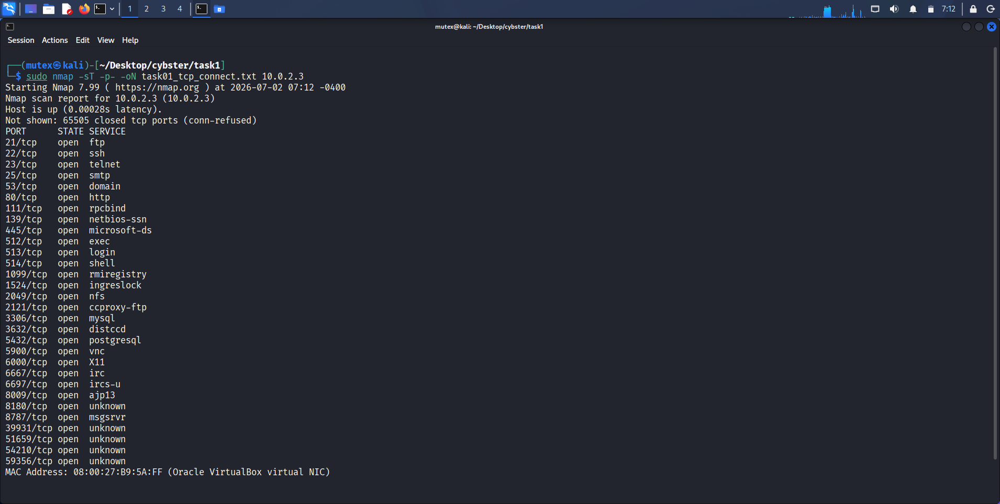 1 2 3 4 7:12
mutex@kali: ~/Desktop/cybster/task1
Session Actions Edit View Help
┌──(mutex㉿kali)-[~/Desktop/cybster/task1]
└─$ sudo nmap -sT -p- -oN task01_tcp_connect.txt 10.0.2.3
Starting Nmap 7.99 ( https://nmap.org ) at 2026-07-02 07:12 -0400
Nmap scan report for 10.0.2.3 (10.0.2.3)
Host is up (0.00028s latency).
Not shown: 65505 closed tcp ports (conn-refused)
PORT      STATE SERVICE
21/tcp    open  ftp
22/tcp    open  ssh
23/tcp    open  telnet
25/tcp    open  smtp
53/tcp    open  domain
80/tcp    open  http
111/tcp   open  rpcbind
139/tcp   open  netbios-ssn
445/tcp   open  microsoft-ds
512/tcp   open  exec
513/tcp   open  login
514/tcp   open  shell
1099/tcp  open  rmiregistry
1524/tcp  open  ingreslock
2049/tcp  open  nfs
2121/tcp  open  ccproxy-ftp
3306/tcp  open  mysql
3632/tcp  open  distccd
5432/tcp  open  postgresql
5900/tcp  open  vnc
6000/tcp  open  X11
6667/tcp  open  irc
6697/tcp  open  ircs-u
8009/tcp  open  ajp13
8180/tcp  open  unknown
8787/tcp  open  msgsrvr
39931/tcp open  unknown
51659/tcp open  unknown
54210/tcp open  unknown
59356/tcp open  unknown
MAC Address: 08:00:27:B9:5A:FF (Oracle VirtualBox virtual NIC)